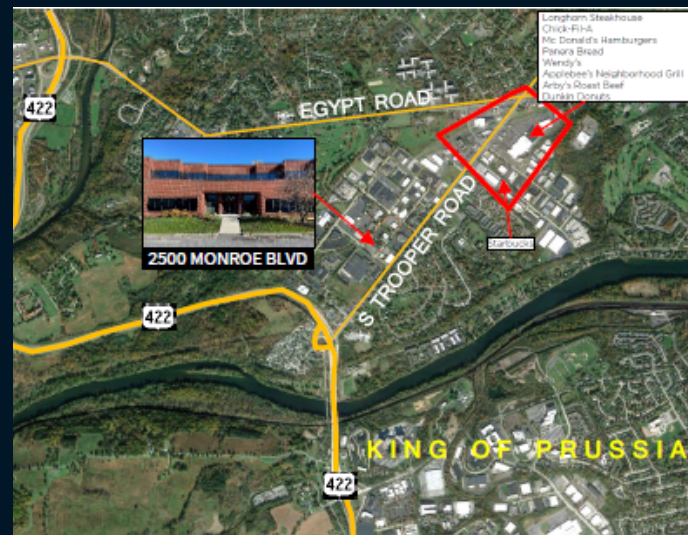 Longhorn Steakhouse
Chick-Fil-A
Mc Donald's Hamburgers
Panera Bread
Wendy's
Applebee's Neighborhood Grill
Arby's Roast Beef
Dunkin Donuts
422
EGYPT ROAD
2500 MONROE BLVD
S TROOPER ROAD
Starbucks
422
KING OF PRUSSIA
422